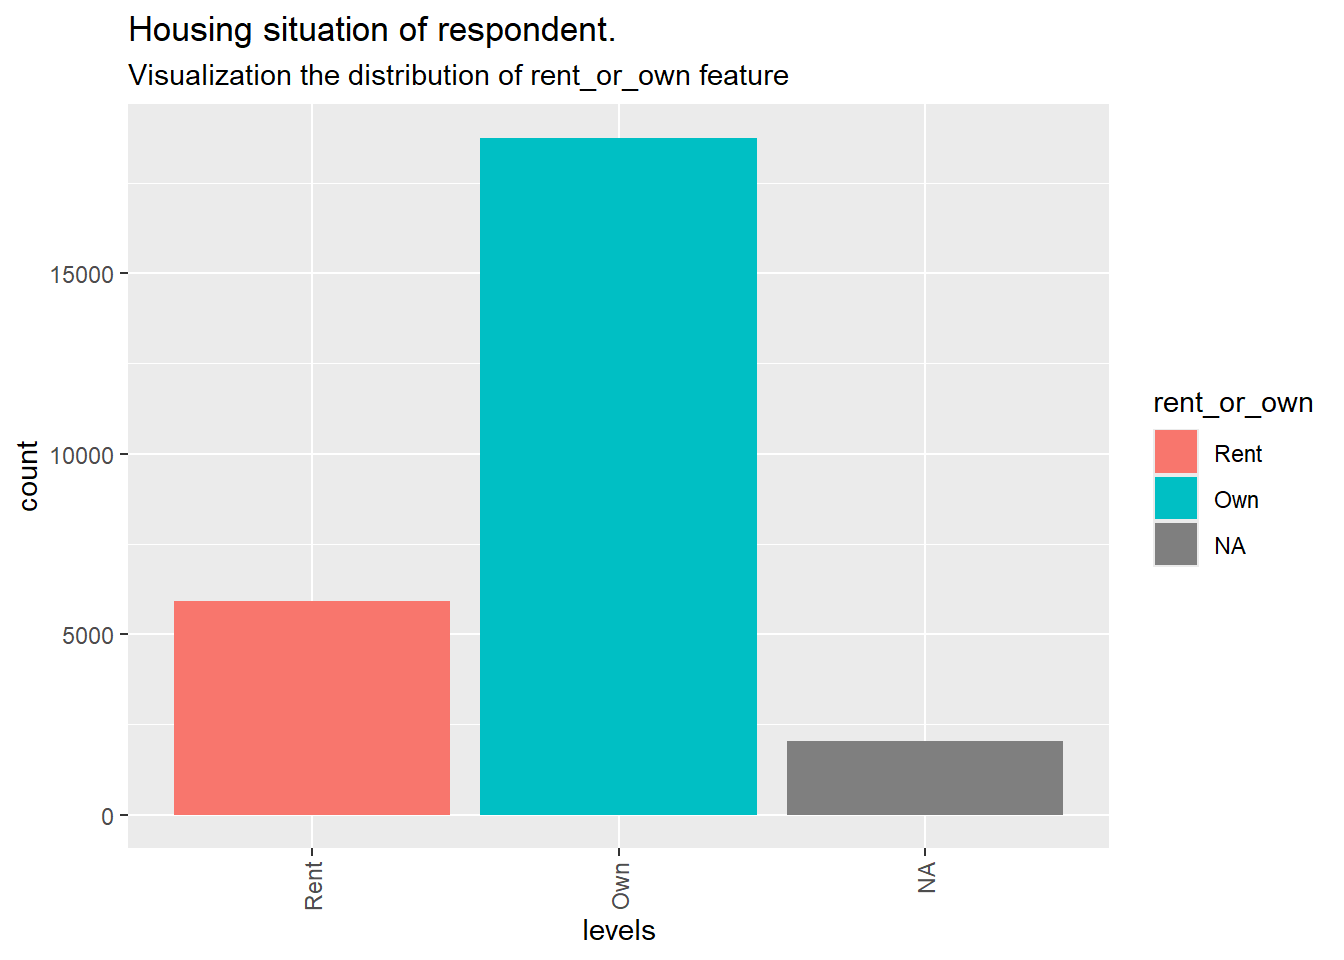 Housing situation of respondent.
Visualization the distribution of rent_or_own feature
15000
10000
5000
0
count
Rent
Own
NA
levels
rent_or_own
Rent
Own
NA